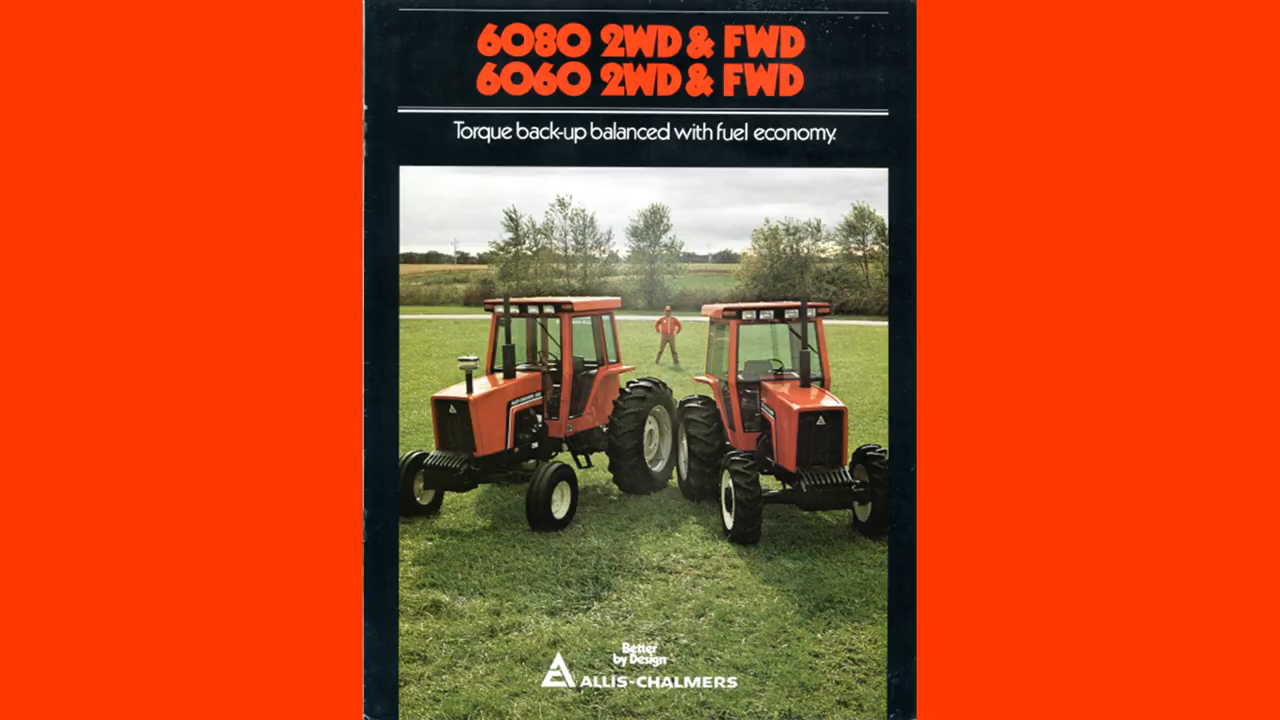 6080 2WD & FWD
6060 2WD & FWD
Torque back-up balanced with fuel economy.
Better
by Design
ALLIS-CHALMERS